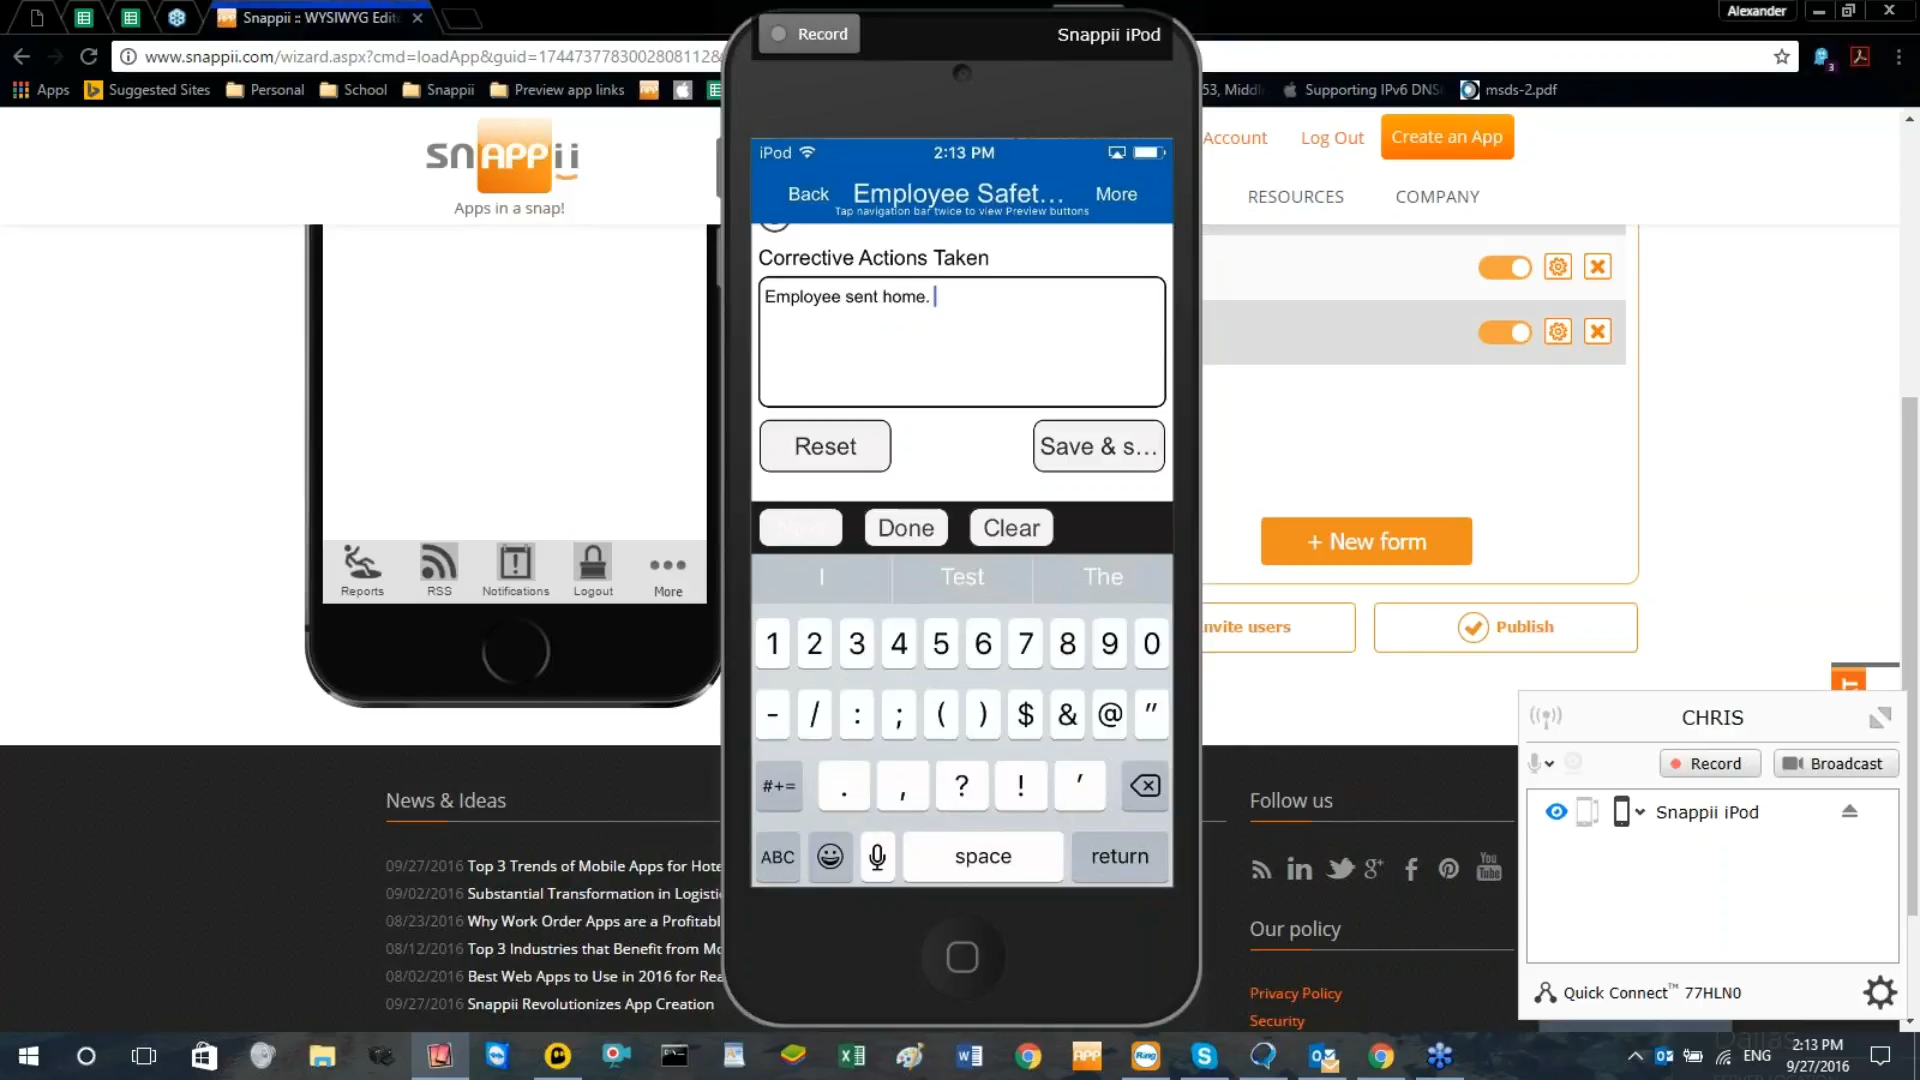 Snappii :: WYSIWYG Edit
Alexander
www.snappii.com/wizard.aspx?cmd=loadApp&guid=17447377830028081128
Apps
Suggested Sites
Personal
School
Snappii
Preview app links
53, Middl
Supporting IPv6 DNS
msds-2.pdf
Record
Snappii iPod
snAPPii
Apps in a snap!
Account
Log Out
Create an App
RESOURCES
COMPANY
iPod
2:13 PM
Back
Employee Safet...
More
Tap navigation bar twice to view Preview buttons
Corrective Actions Taken
Employee sent home.
Reset
Save & s...
Done
Clear
I
Test
The
1 2 3 4 5 6 7 8 9 0
- / : ; ( ) $ & @ "
#+= . , ? ! '
ABC
space
return
Reports
RSS
Notifications
Logout
More
+ New form
nvite users
Publish
News & Ideas
09/27/2016 Top 3 Trends of Mobile Apps for Hote
09/02/2016 Substantial Transformation in Logisti
08/23/2016 Why Work Order Apps are a Profitabl
08/12/2016 Top 3 Industries that Benefit from Mo
08/02/2016 Best Web Apps to Use in 2016 for Rea
09/27/2016 Snappii Revolutionizes App Creation
Follow us
You
Tube
Our policy
Privacy Policy
Security
CHRIS
Record
Broadcast
Snappii iPod
Quick Connect™ 77HLN0
APP
Ring
ENG
2:13 PM
9/27/2016